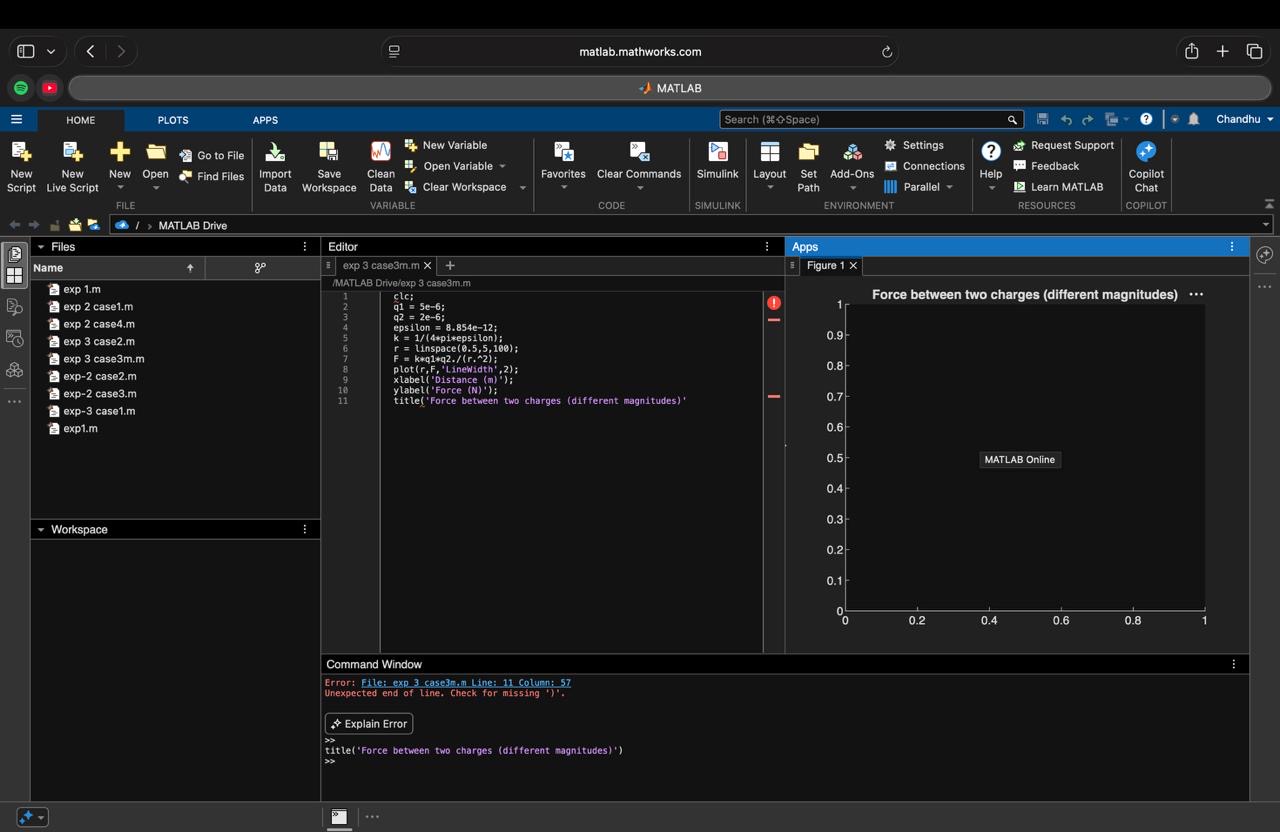 matlab.mathworks.com
MATLAB
HOME PLOTS APPS
Search (⌘⇧Space)
Chandhu
New Script
New Live Script
New
Open
Go to File
Find Files
FILE
Import Data
Save Workspace
Clean Data
New Variable
Open Variable
Clear Workspace
VARIABLE
Favorites
Clear Commands
CODE
Simulink
SIMULINK
Layout
Set Path
Add-Ons
Settings
Connections
Parallel
ENVIRONMENT
Help
Request Support
Feedback
Learn MATLAB
RESOURCES
Copilot Chat
COPILOT
/ › MATLAB Drive
Files
Name
exp 1.m
exp 2 case1.m
exp 2 case4.m
exp 3 case2.m
exp 3 case3m.m
exp-2 case2.m
exp-2 case3.m
exp-3 case1.m
exp1.m
Workspace
Editor
exp 3 case3m.m
/MATLAB Drive/exp 3 case3m.m
1 clc;
2 q1 = 5e-6;
3 q2 = 2e-6;
4 epsilon = 8.854e-12;
5 k = 1/(4*pi*epsilon);
6 r = linspace(0.5,5,100);
7 F = k*q1*q2./(r.^2);
8 plot(r,F,'LineWidth',2);
9 xlabel('Distance (m)');
10 ylabel('Force (N)');
11 title('Force between two charges (different magnitudes)'
Apps
Figure 1
Force between two charges (different magnitudes)
1
0.9
0.8
0.7
0.6
0.5
0.4
0.3
0.2
0.1
0
0 0.2 0.4 0.6 0.8 1
MATLAB Online
Command Window
Error: File: exp 3 case3m.m Line: 11 Column: 57
Unexpected end of line. Check for missing ')'.
Explain Error
>>
title('Force between two charges (different magnitudes)')
>>